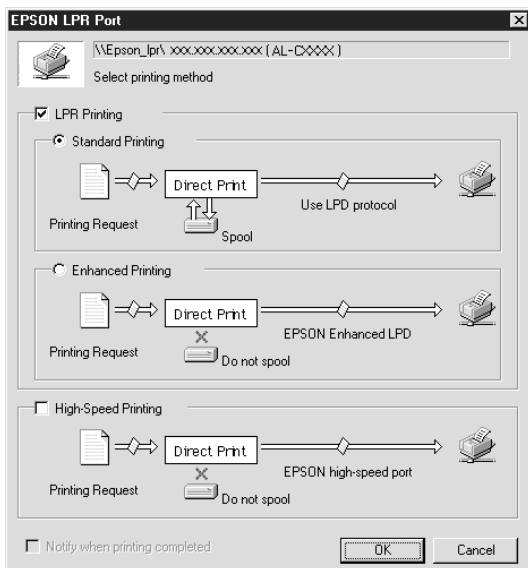 EPSON LPR Port
\\Epson_lpr\ xxx.xxx.xxx.xxx ( AL-CXXXX )
Select printing method
LPR Printing
Standard Printing
Direct Print
Use LPD protocol
Printing Request
Spool
Enhanced Printing
Direct Print
EPSON Enhanced LPD
Printing Request
Do not spool
High-Speed Printing
Direct Print
EPSON high-speed port
Printing Request
Do not spool
Notify when printing completed
OK
Cancel